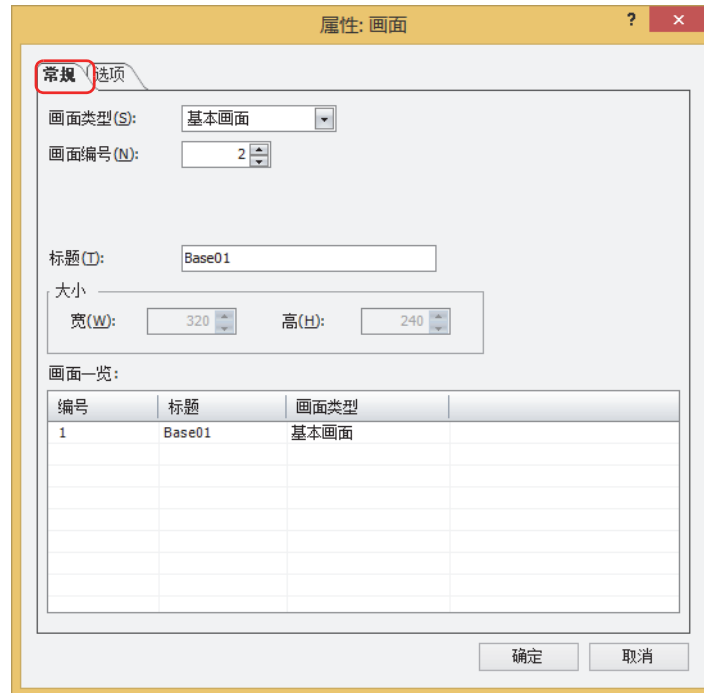 属性: 画面
?
常规 选项
画面类型(S): 基本画面
画面编号(N): 2
标题(T): Base01
大小
宽(W): 320 高(H): 240
画面一览:
编号 标题 画面类型
1 Base01 基本画面
确定 取消